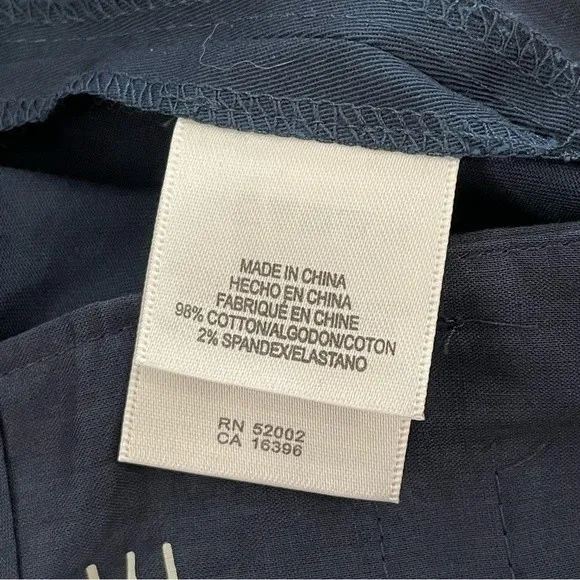 MADE IN CHINA
HECHO EN CHINA
FABRIQUÉ EN CHINE
98% COTTON/ALGODON/COTON
2% SPANDEX/ELASTANO
RN 52002
CA 16396